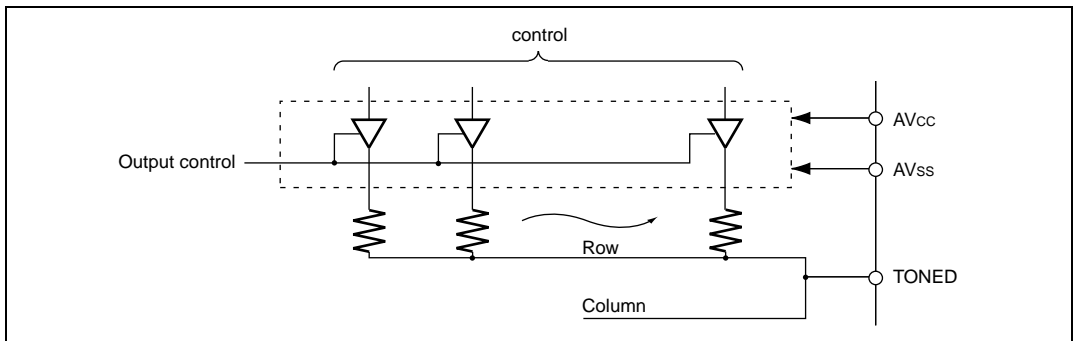 control
AVCC
Output control
AVSS
Row
TONED
Column